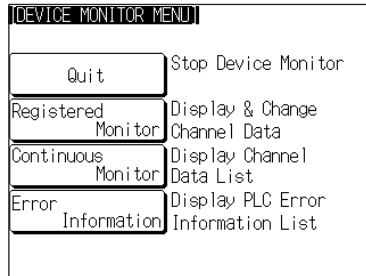 [DEVICE MONITOR MENU]
Quit Stop Device Monitor
Registered Display & Change
Monitor Channel Data
Continuous Display Channel
Monitor Data List
Error Display PLC Error
Information Information List